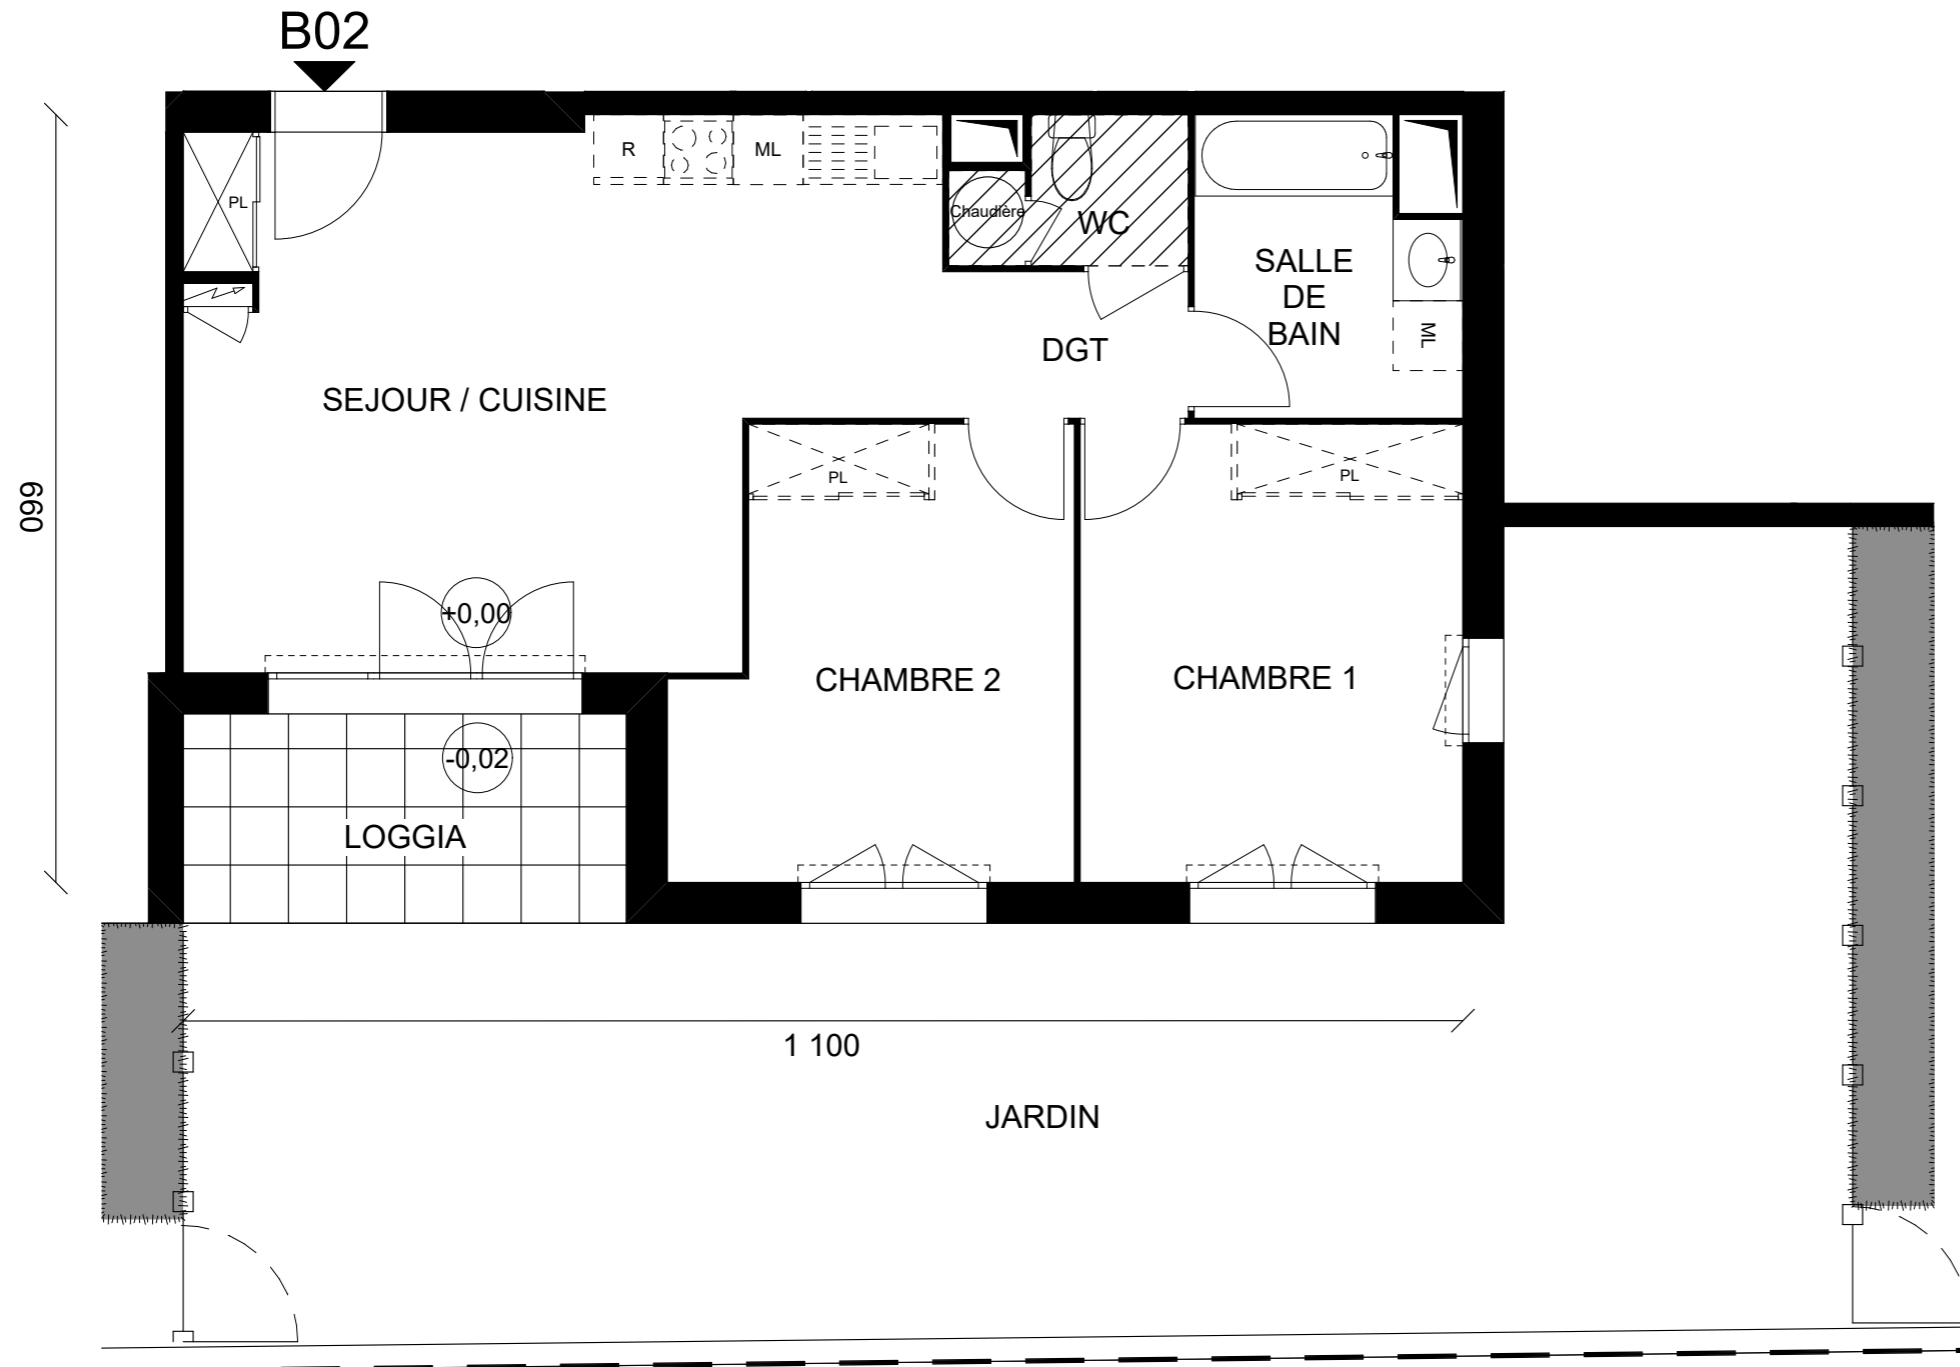 B02
R
ML
PL
Chaudière
WC
SALLE
DE
BAIN
ML
DGT
SEJOUR / CUISINE
PL
PL
660
+0,00
CHAMBRE 2
CHAMBRE 1
-0,02
LOGGIA
1 100
JARDIN